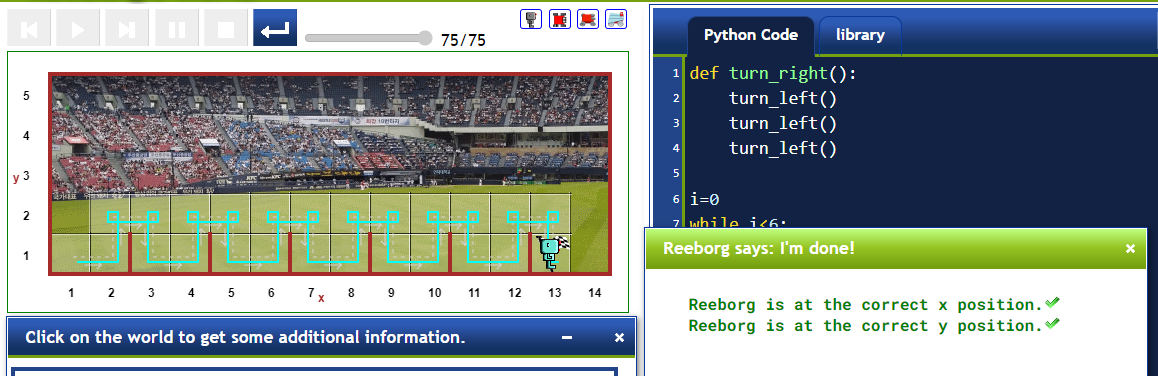 75/75
Python Code
library
1 def turn_right():
2 turn_left()
3 turn_left()
4 turn_left()
5
6 i=0
7 while i<6:
5
4
y 3
2
1
1 2 3 4 5 6 7 8 9 10 11 12 13 14
x
Reeborg says: I'm done!
×
Reeborg is at the correct x position.
Reeborg is at the correct y position.
Click on the world to get some additional information.
− ×